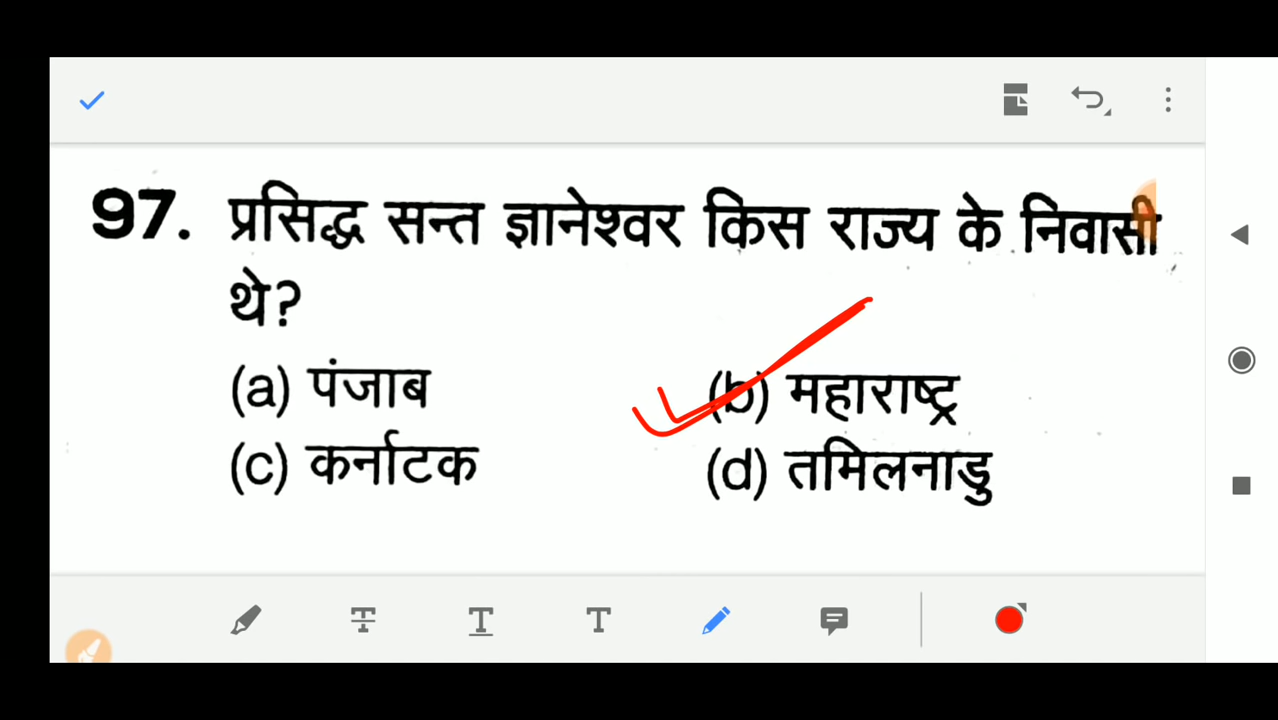 97. प्रसिद्ध सन्त ज्ञानेश्वर किस राज्य के निवासी
थे?
(a) पंजाब (b) महाराष्ट्र
(c) कर्नाटक (d) तमिलनाडु